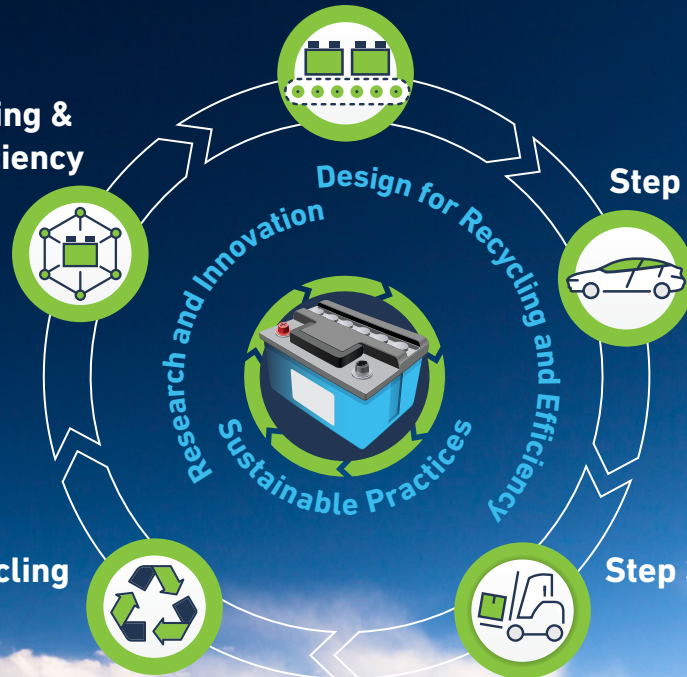 ing &
iency
Step
Design for Recycling and Efficiency
Research and Innovation
Sustainable Practices
cling
Step